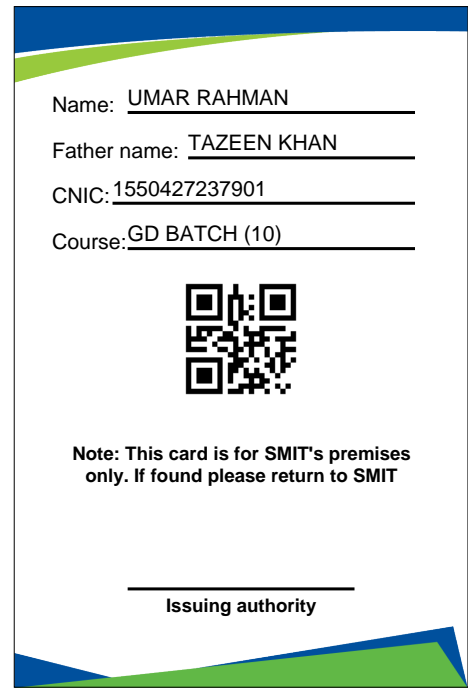 Name: UMAR RAHMAN
Father name: TAZEEN KHAN
CNIC: 1550427237901
Course: GD BATCH (10)
Note: This card is for SMIT's premises
only. If found please return to SMIT
Issuing authority